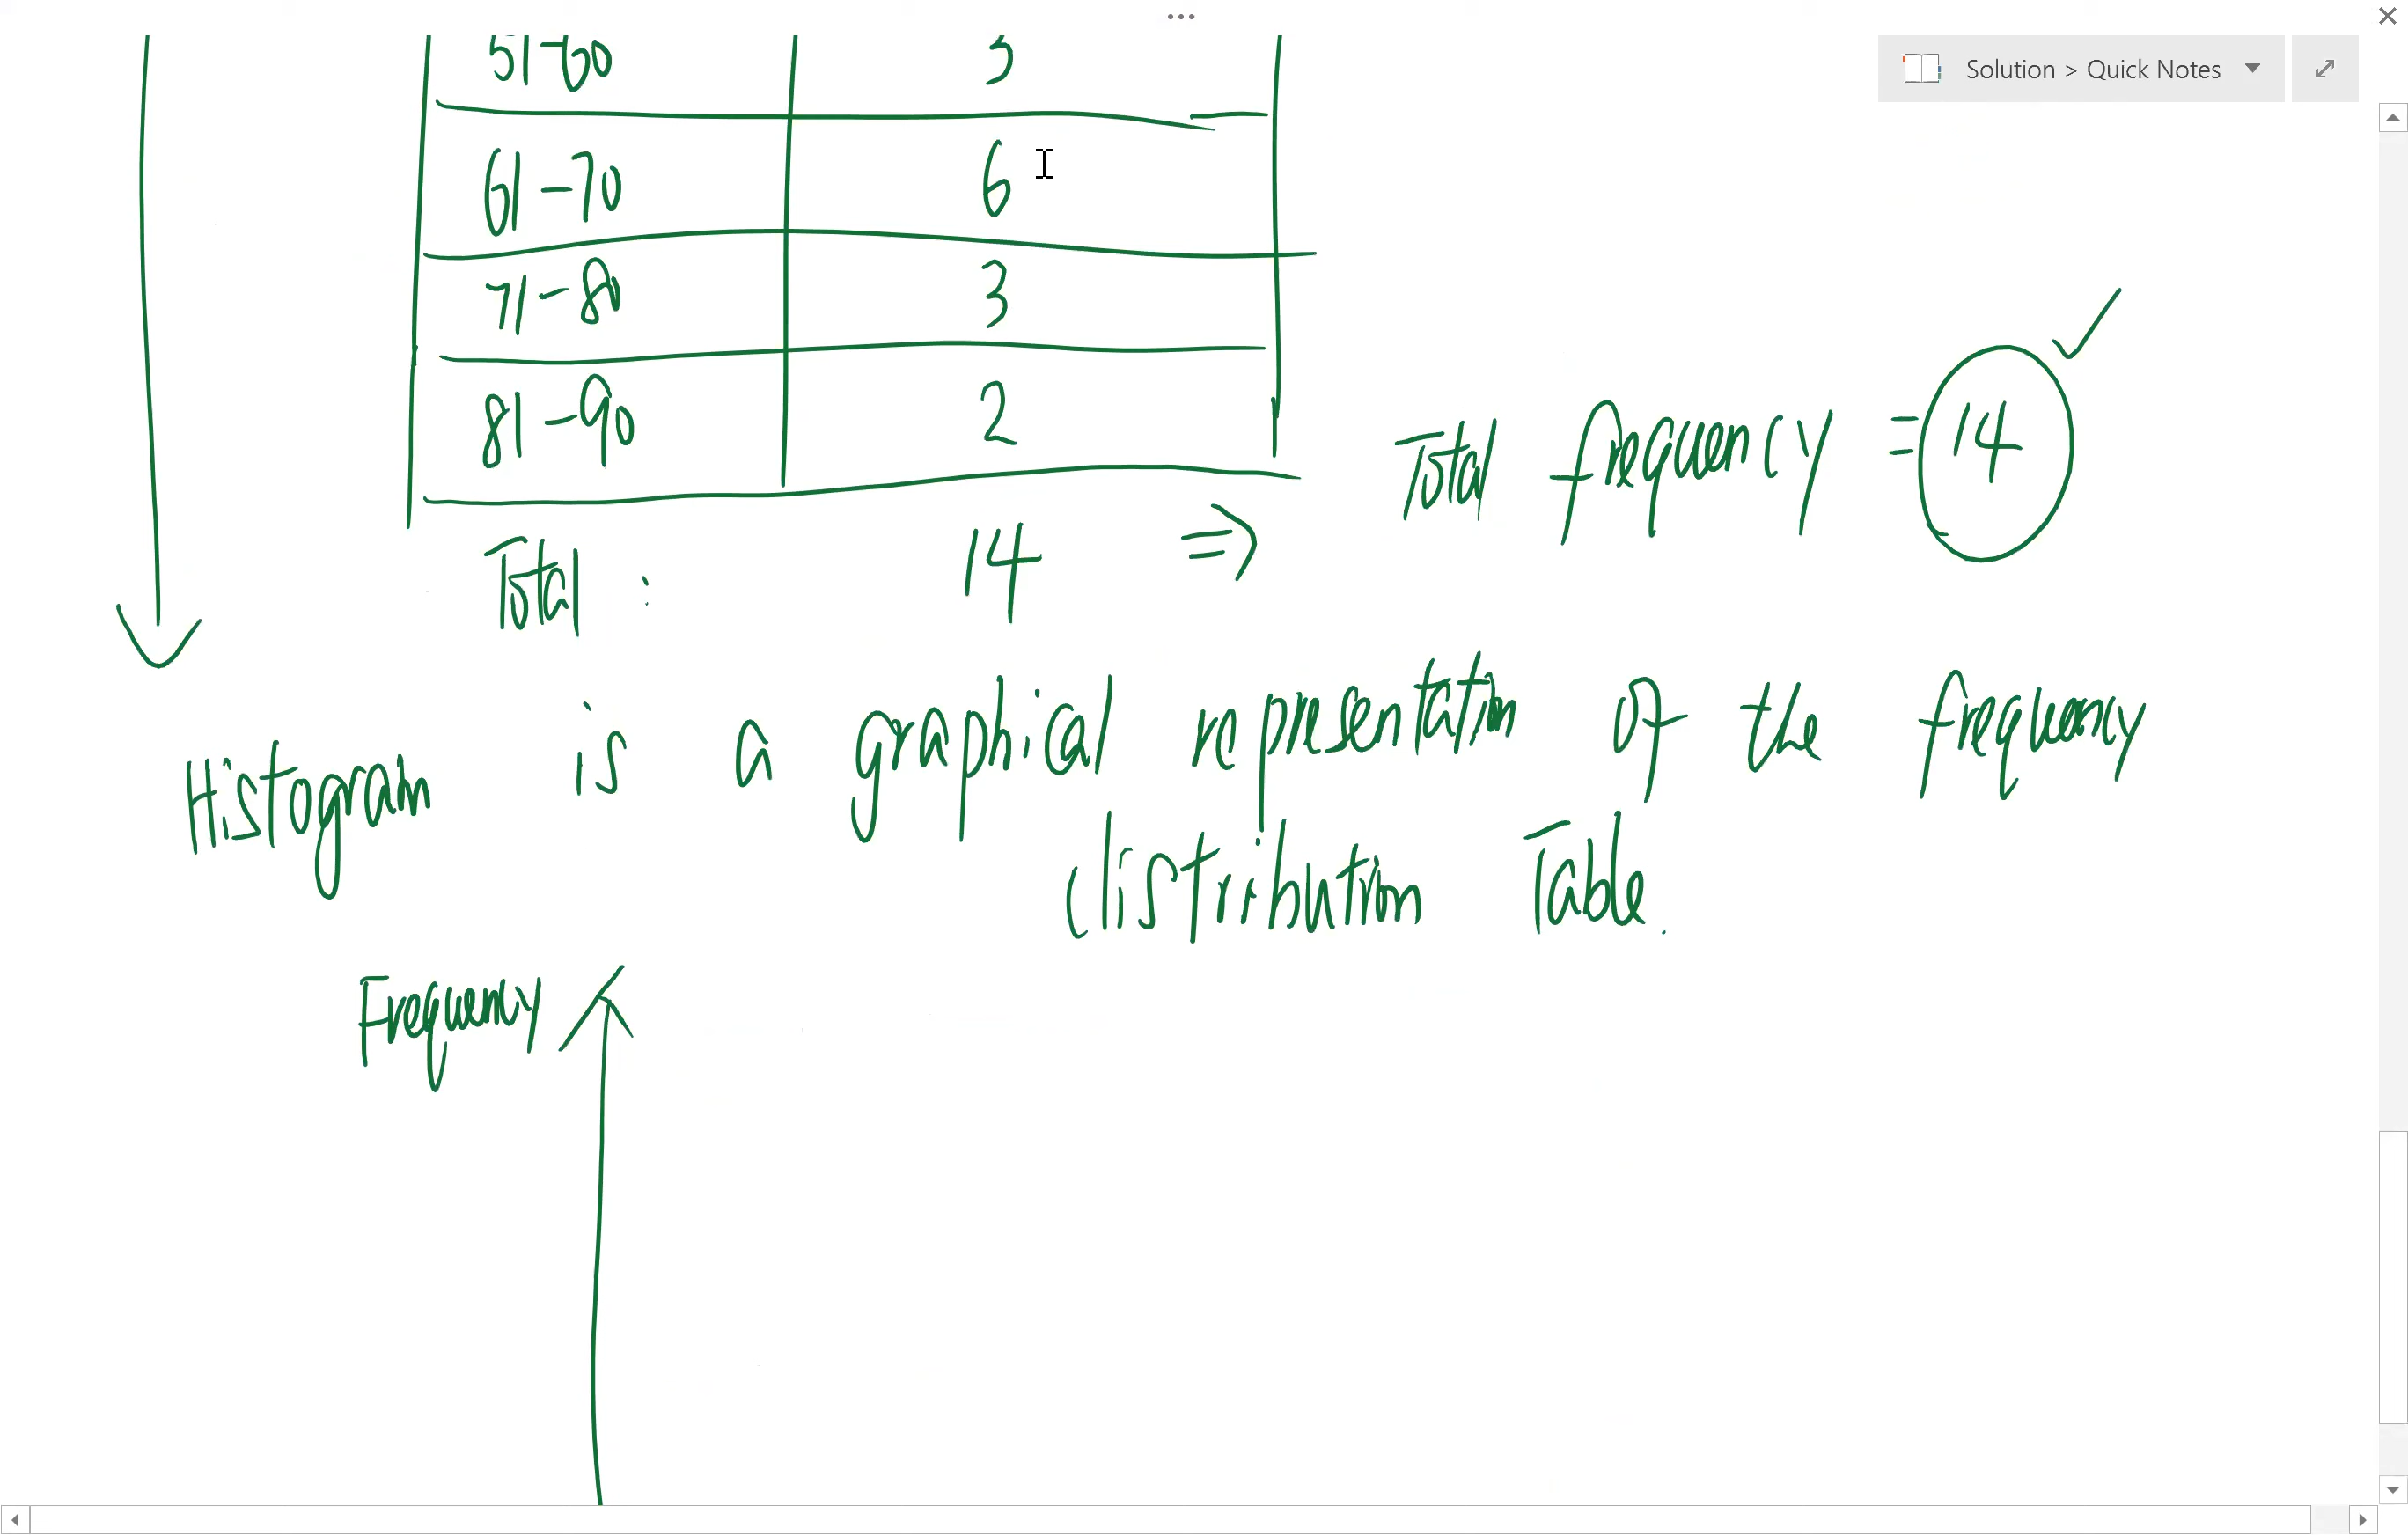 Solution > Quick Notes
51-60 3
61-70 6
71-80 3
81-90 2
Total frequency = 14
Total : 14 ⇒
Histogram is a graphical representation of the frequency
distribution Table.
Frequency